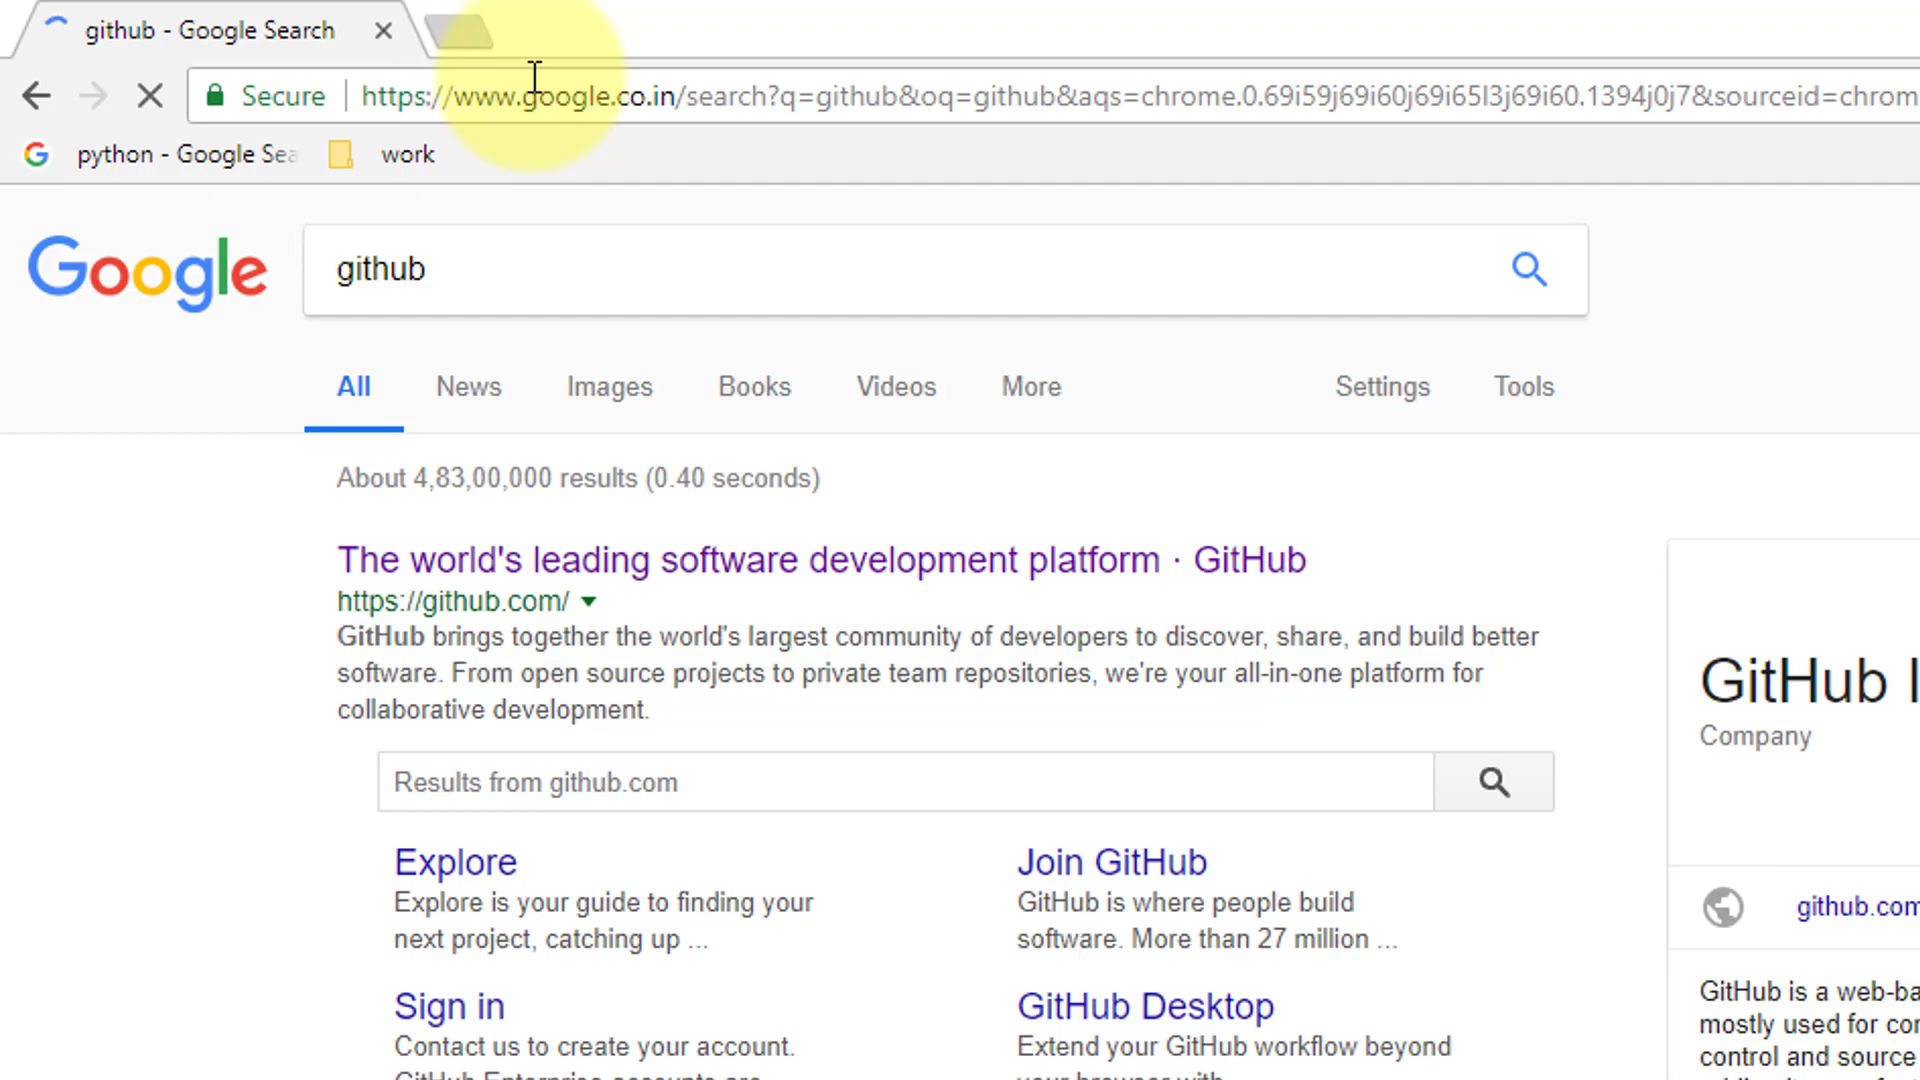 github - Google Search
Secure https://www.google.co.in/search?q=github&oq=github&aqs=chrome.0.69i59j69i60j69i65l3j69i60.1394j0j7&sourceid=chrom
python - Google Sea work
Google github
All News Images Books Videos More Settings Tools
About 4,83,00,000 results (0.40 seconds)
The world's leading software development platform · GitHub
https://github.com/
GitHub brings together the world's largest community of developers to discover, share, and build better
software. From open source projects to private team repositories, we're your all-in-one platform for
collaborative development.
Results from github.com
Explore
Explore is your guide to finding your
next project, catching up ...
Join GitHub
GitHub is where people build
software. More than 27 million ...
Sign in
Contact us to create your account.
GitHub Enterprise accounts are
GitHub Desktop
Extend your GitHub workflow beyond
your browser with
GitHub
Company
github.com
GitHub is a web-ba
mostly used for
control and source